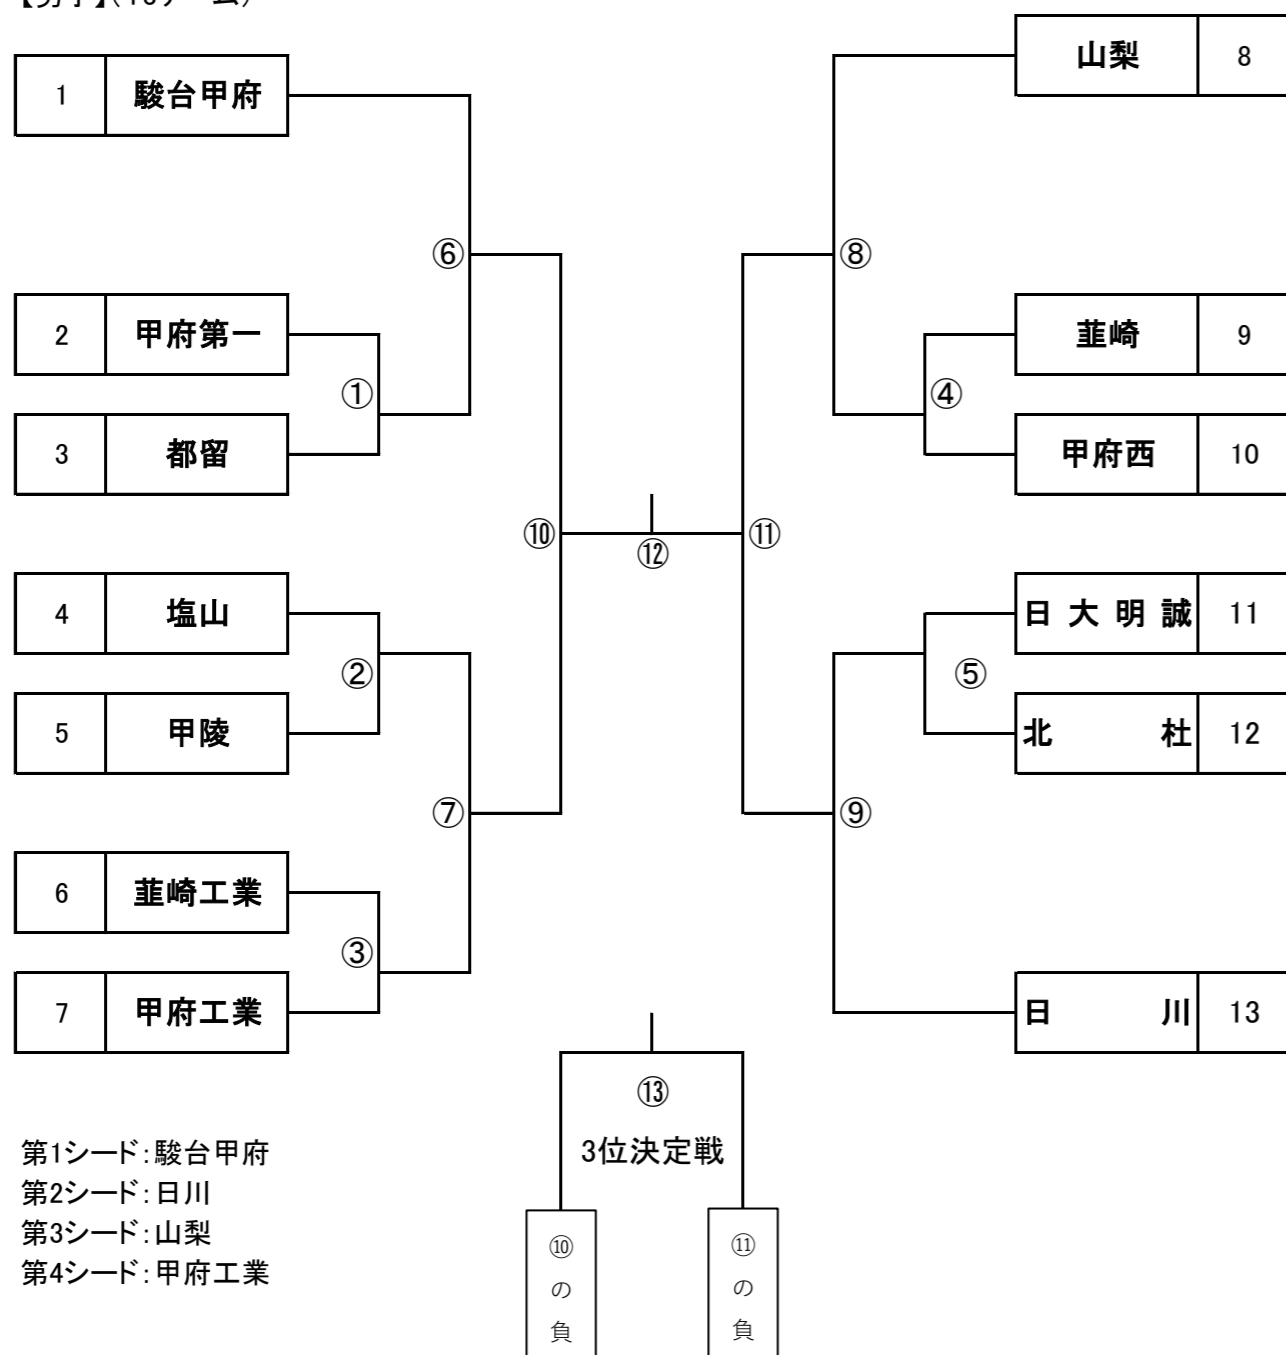 1 駿台甲府
2 甲府第一
3 都留
4 塩山
5 甲陵
6 韮崎工業
7 甲府工業
①
②
③
⑥
⑦
⑩
⑫
⑪
⑧
⑨
④
⑤
山梨 8
韮崎 9
甲府西 10
日大明誠 11
北杜 12
日川 13
⑬
3位決定戦
⑩の負
⑪の負
第1シード：駿台甲府
第2シード：日川
第3シード：山梨
第4シード：甲府工業